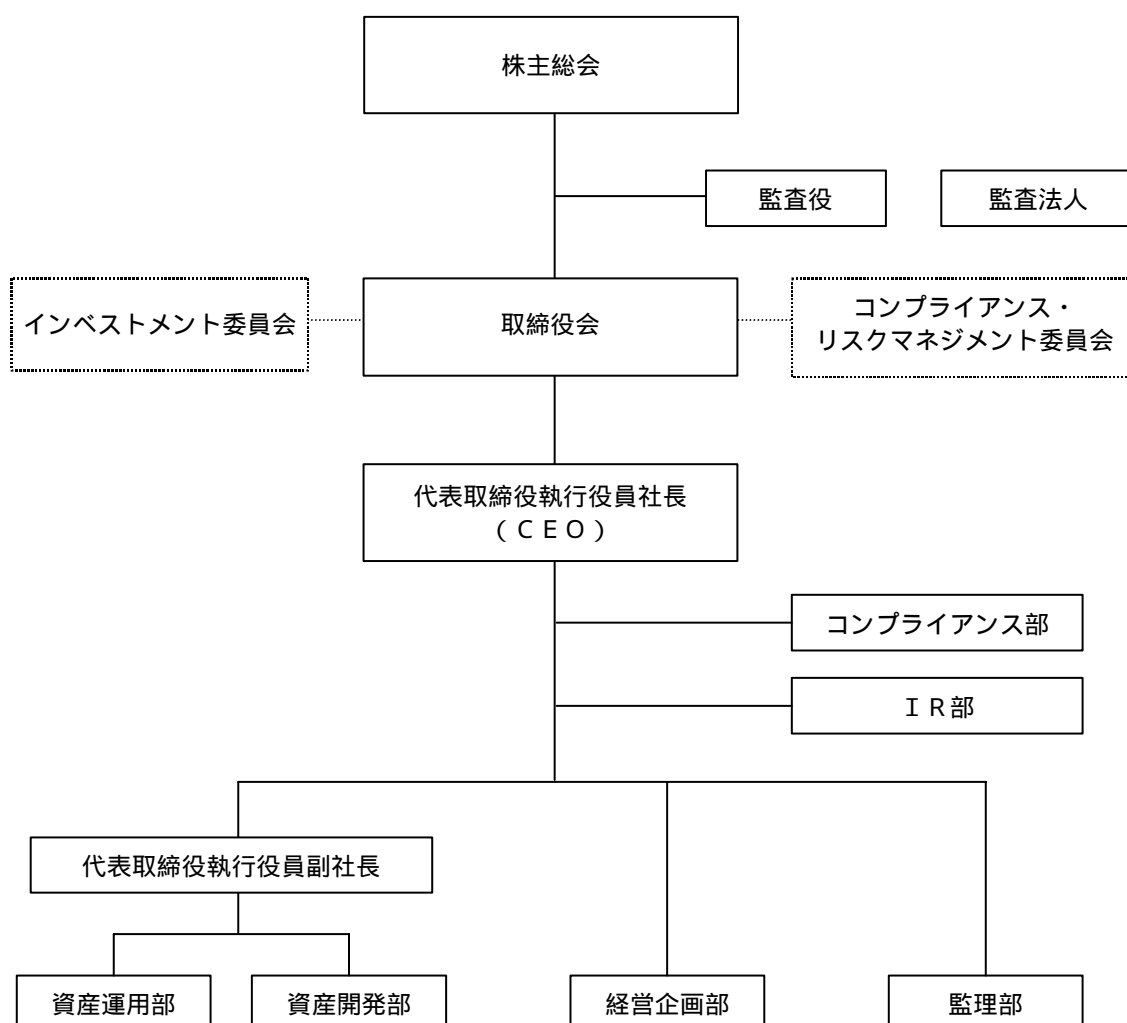 株主総会
監査役
監査法人
インベストメント委員会
取締役会
コンプライアンス・
リスクマネジメント委員会
代表取締役執行役員社長
（ＣＥＯ）
コンプライアンス部
ＩＲ部
代表取締役執行役員副社長
資産運用部
資産開発部
経営企画部
監理部